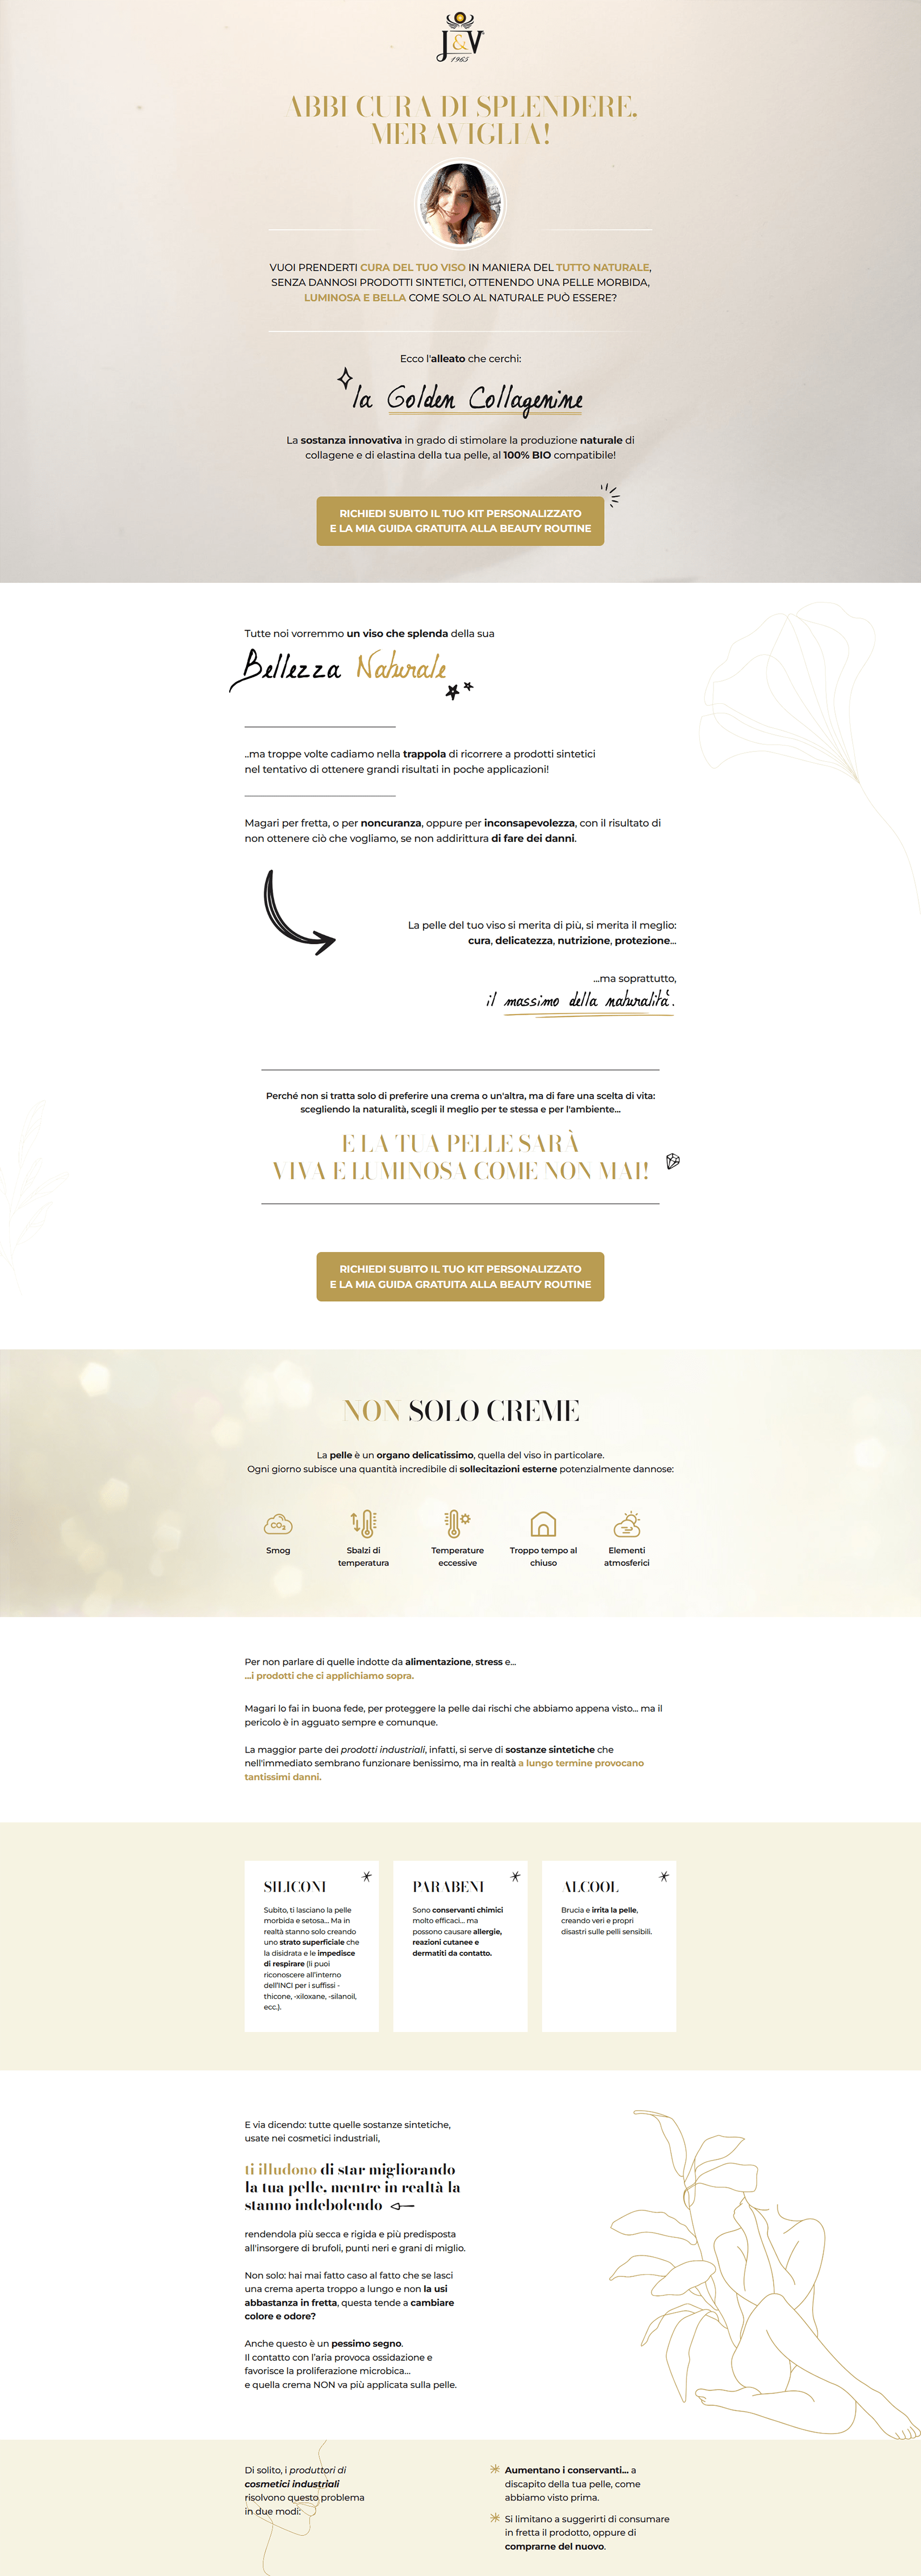 J&V
1965
ABBI CURA DI SPLENDERE,
MERAVIGLIA!
VUOI PRENDERTI CURA DEL TUO VISO IN MANIERA DEL TUTTO NATURALE,
SENZA DANNOSI PRODOTTI SINTETICI, OTTENENDO UNA PELLE MORBIDA,
LUMINOSA E BELLA COME SOLO AL NATURALE PUÒ ESSERE?
Ecco l'alleato che cerchi:
la Golden Collagenine
La sostanza innovativa in grado di stimolare la produzione naturale di
collagene e di elastina della tua pelle, al 100% BIO compatibile!
RICHIEDI SUBITO IL TUO KIT PERSONALIZZATO
E LA MIA GUIDA GRATUITA ALLA BEAUTY ROUTINE
Tutte noi vorremmo un viso che splenda della sua
Bellezza Naturale
..ma troppe volte cadiamo nella trappola di ricorrere a prodotti sintetici
nel tentativo di ottenere grandi risultati in poche applicazioni!
Magari per fretta, o per noncuranza, oppure per inconsapevolezza, con il risultato di
non ottenere ciò che vogliamo, se non addirittura di fare dei danni.
La pelle del tuo viso si merita di più, si merita il meglio:
cura, delicatezza, nutrizione, protezione...
...ma soprattutto,
il massimo della naturalità.
Perché non si tratta solo di preferire una crema o un'altra, ma di fare una scelta di vita:
scegliendo la naturalità, scegli il meglio per te stessa e per l'ambiente...
E LA TUA PELLE SARÀ
VIVA E LUMINOSA COME NON MAI!
RICHIEDI SUBITO IL TUO KIT PERSONALIZZATO
E LA MIA GUIDA GRATUITA ALLA BEAUTY ROUTINE
NON SOLO CREME
La pelle è un organo delicatissimo, quella del viso in particolare.
Ogni giorno subisce una quantità incredibile di sollecitazioni esterne potenzialmente dannose:
CO2
Smog
Sbalzi di
temperatura
Temperature
eccessive
Troppo tempo al
chiuso
Elementi
atmosferici
Per non parlare di quelle indotte da alimentazione, stress e...
...i prodotti che ci applichiamo sopra.
Magari lo fai in buona fede, per proteggere la pelle dai rischi che abbiamo appena visto... ma il
pericolo è in agguato sempre e comunque.
La maggior parte dei prodotti industriali, infatti, si serve di sostanze sintetiche che
nell'immediato sembrano funzionare benissimo, ma in realtà a lungo termine provocano
tantissimi danni.
SILICONI
Subito, ti lasciano la pelle
morbida e setosa... Ma in
realtà stanno solo creando
uno strato superficiale che
la disidrata e le impedisce
di respirare (li puoi
riconoscere all'interno
dell'INCI per i suffissi -
thicone, -xiloxane, -silanoil,
ecc.).
PARABENI
Sono conservanti chimici
molto efficaci... ma
possono causare allergie,
reazioni cutanee e
dermatiti da contatto.
ALCOOL
Brucia e irrita la pelle,
creando veri e propri
disastri sulle pelli sensibili.
E via dicendo: tutte quelle sostanze sintetiche,
usate nei cosmetici industriali,
ti illudono di star migliorando
la tua pelle, mentre in realtà la
stanno indebolendo
rendendola più secca e rigida e più predisposta
all'insorgere di brufoli, punti neri e grani di miglio.
Non solo: hai mai fatto caso al fatto che se lasci
una crema aperta troppo a lungo e non la usi
abbastanza in fretta, questa tende a cambiare
colore e odore?
Anche questo è un pessimo segno.
Il contatto con l'aria provoca ossidazione e
favorisce la proliferazione microbica...
e quella crema NON va più applicata sulla pelle.
Di solito, i produttori di
cosmetici industriali
risolvono questo problema
in due modi:
Aumentano i conservanti... a
discapito della tua pelle, come
abbiamo visto prima.
Si limitano a suggerirti di consumare
in fretta il prodotto, oppure di
comprarne del nuovo.